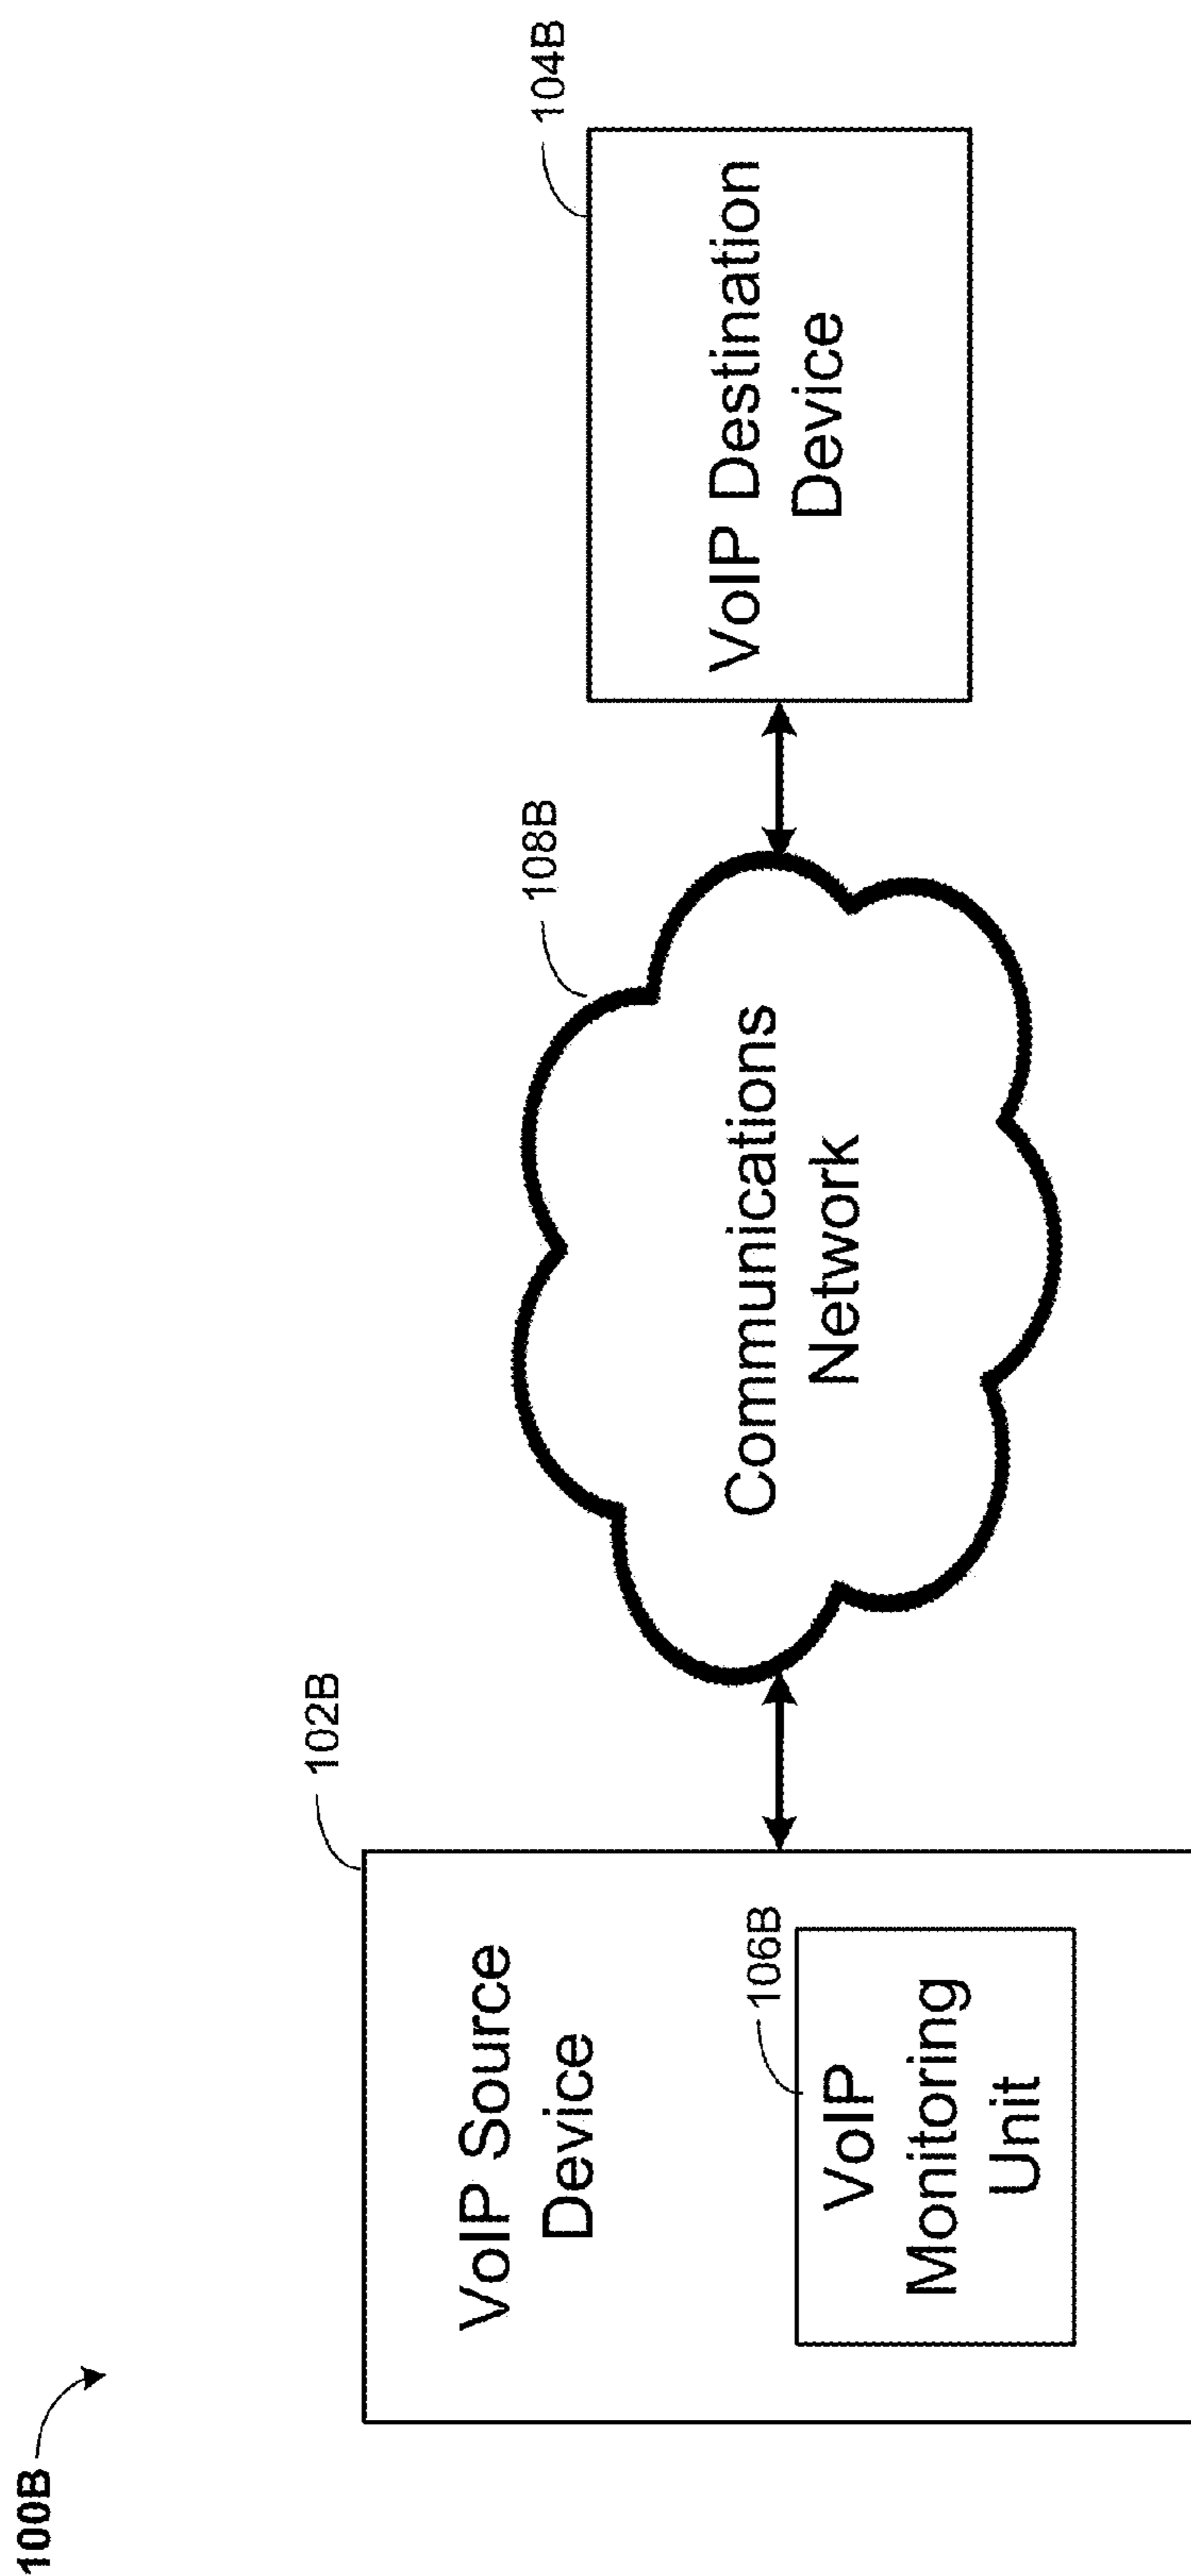 100B
102B
VoIP Source
Device
106B
VoIP
Monitoring
Unit
108B
Communications
Network
104B
VoIP Destination
Device